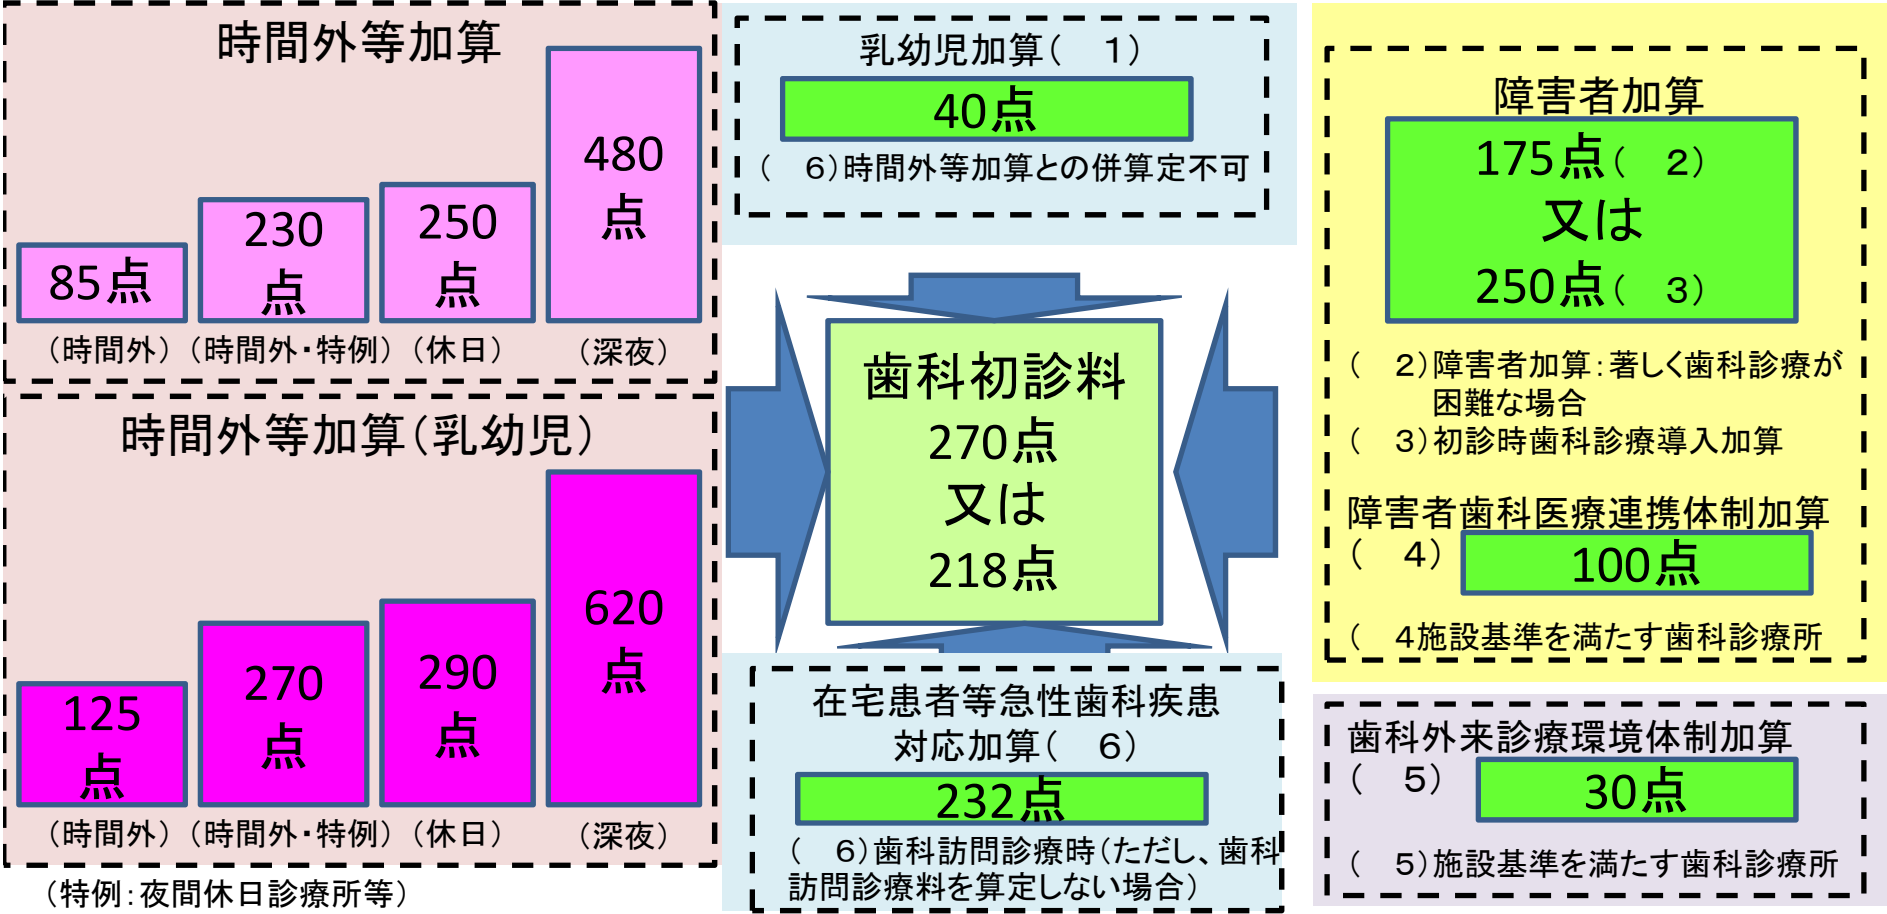 時間外等加算
85点
230
点
250
点
480
点
（時間外）（時間外・特例）（休日）（深夜）
時間外等加算（乳幼児）
125
点
270
点
290
点
620
点
（時間外）（時間外・特例）（休日）（深夜）
（特例：夜間休日診療所等）
乳幼児加算（　１）
40点
（　６）時間外等加算との併算定不可
歯科初診料
270点
又は
218点
在宅患者等急性歯科疾患
対応加算（　６）
232点
（　６）歯科訪問診療時（ただし、歯科
訪問診療料を算定しない場合）
障害者加算
175点（　２）
又は
250点（　３）
（　２）障害者加算：著しく歯科診療が
困難な場合
（　３）初診時歯科診療導入加算
障害者歯科医療連携体制加算
（　４）
100点
（　４施設基準を満たす歯科診療所
歯科外来診療環境体制加算
（　５）
30点
（　５）施設基準を満たす歯科診療所